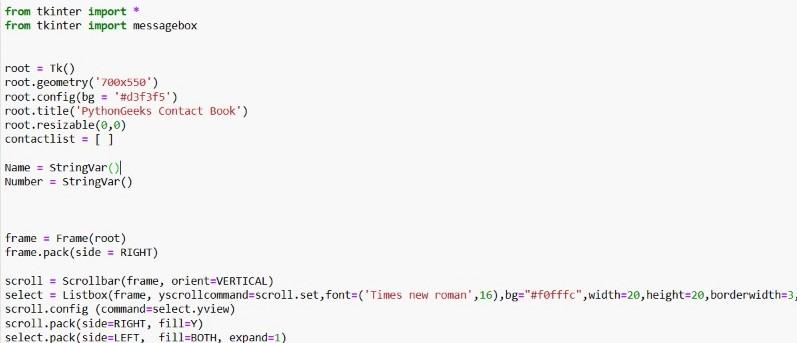 from tkinter import *
from tkinter import messagebox
root = Tk()
root.geometry('700x550')
root.config(bg = '#d3f3f5')
root.title('PythonGeeks Contact Book')
root.resizable(0,0)
contactlist = [ ]
Name = StringVar()
Number = StringVar()
frame = Frame(root)
frame.pack(side = RIGHT)
scroll = Scrollbar(frame, orient=VERTICAL)
select = Listbox(frame, yscrollcommand=scroll.set,font=('Times new roman',16),bg="#f0fffc",width=20,height=20,borderwidth=3,
scroll.config (command=select.yview)
scroll.pack(side=RIGHT, fill=Y)
select.pack(side=LEFT,  fill=BOTH, expand=1)